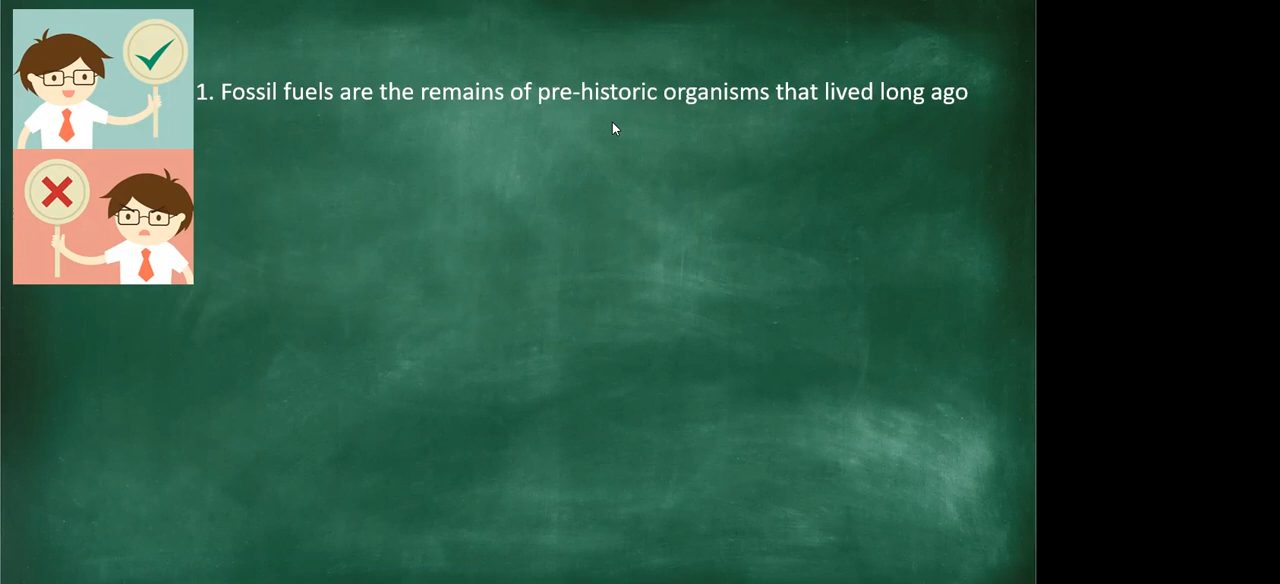 1. Fossil fuels are the remains of pre-historic organisms that lived long ago